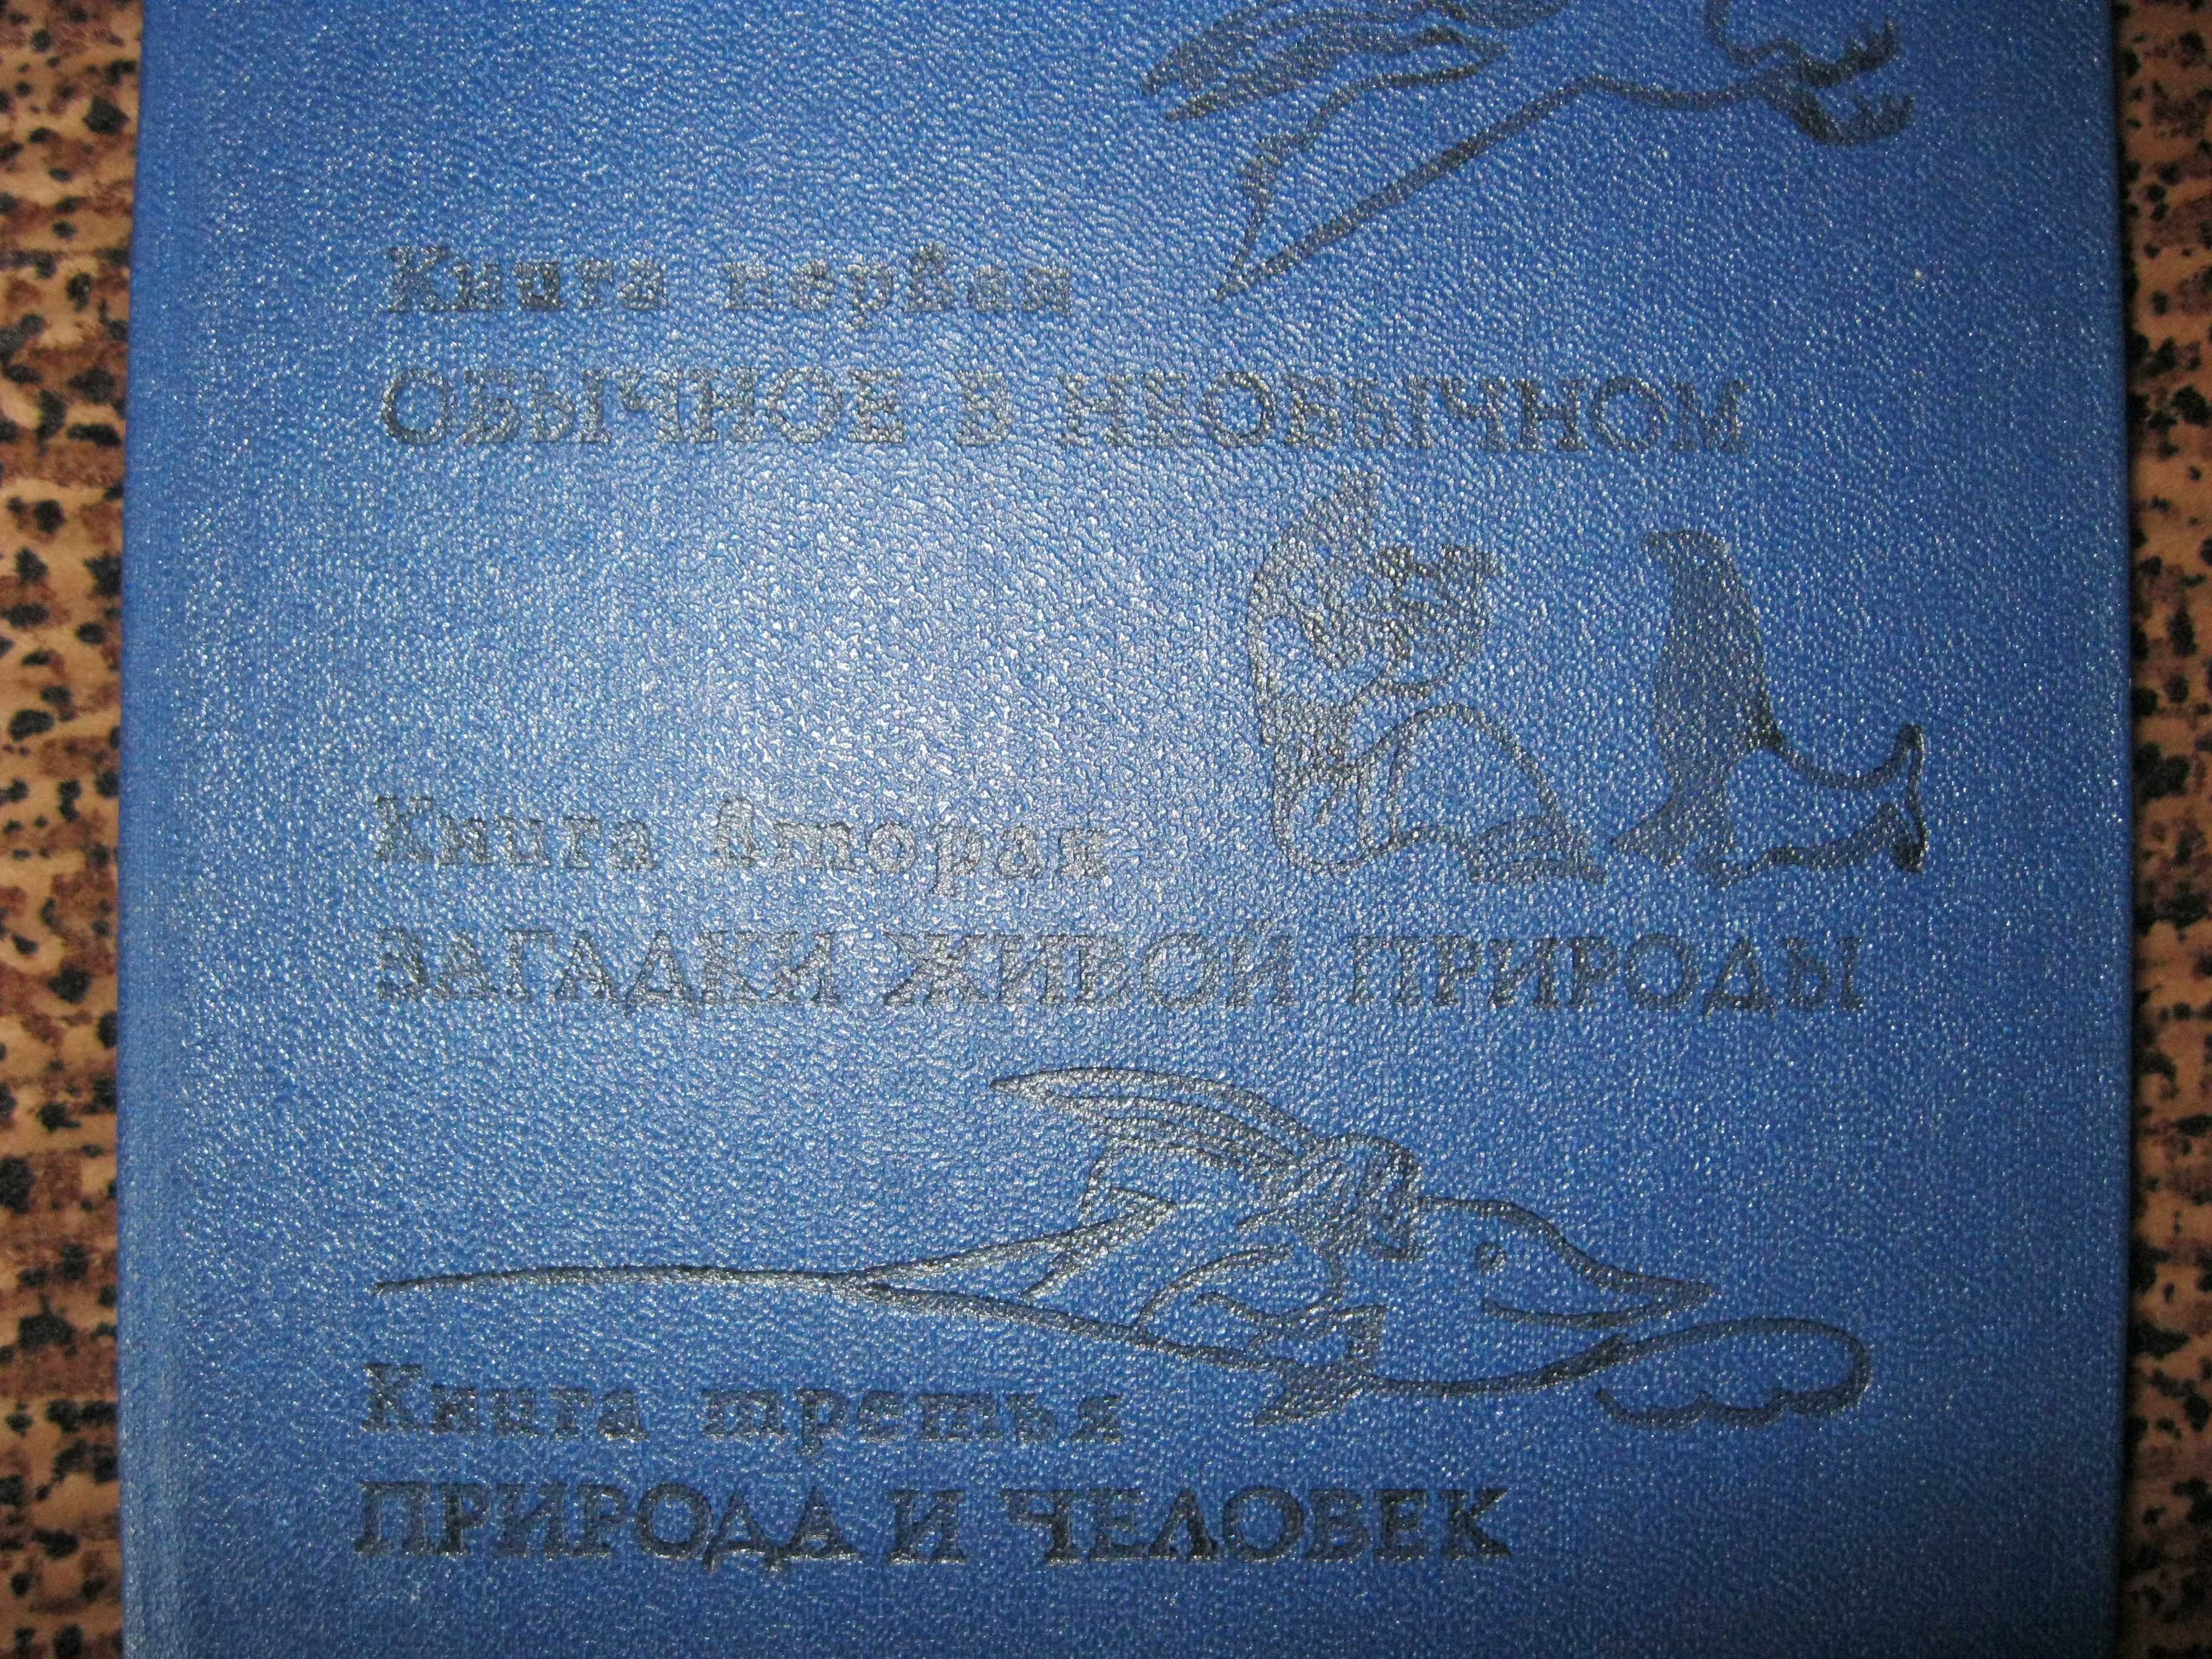 Книга первая
ОБЫЧНОЕ В НЕОБЫЧНОМ
Книга вторая
ЗАГАДКИ ЖИВОЙ ПРИРОДЫ
Книга третья
ПРИРОДА И ЧЕЛОВЕК